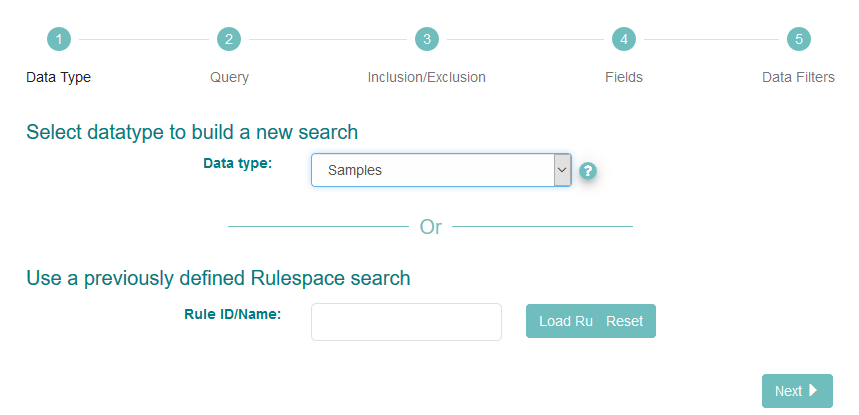 1 2 3 4 5
Data Type Query Inclusion/Exclusion Fields Data Filters
Select datatype to build a new search
Data type: Samples ?
Or
Use a previously defined Rulespace search
Rule ID/Name: Load Ru Reset
Next